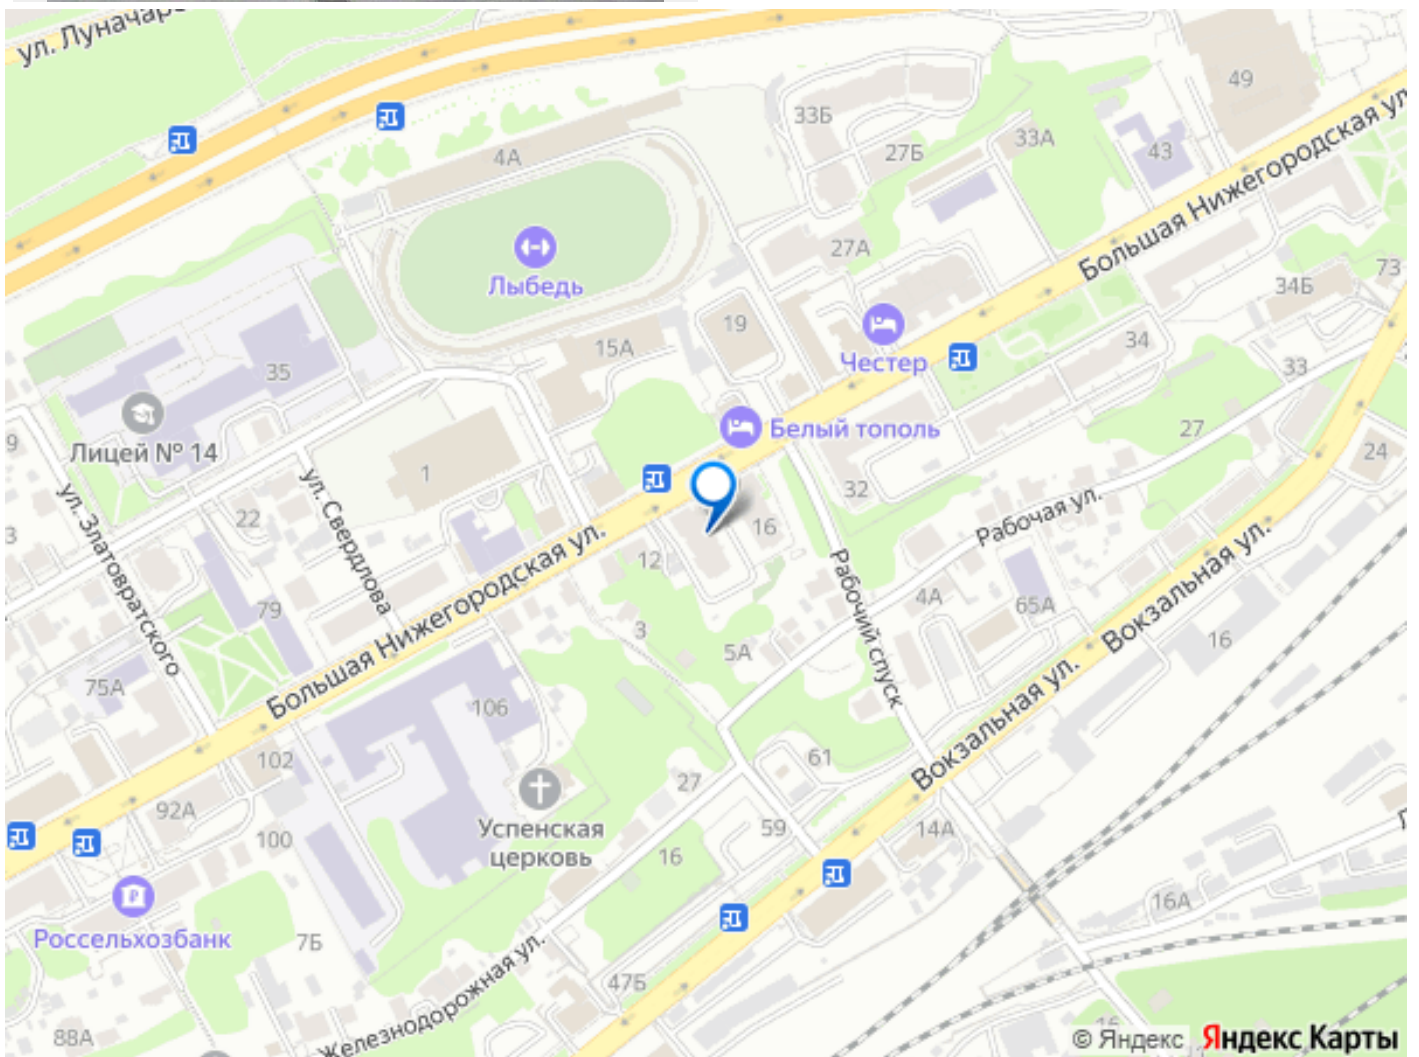 ул. Луначарс
49
33Б
33А
43
27Б
4А
Большая Нижегородская ул.
27А
Лыбедь
73
34Б
19
34
15А
Честер
33
35
Лицей № 14
Белый тополь
27
24
9
1
32
ул. Златовратского
ул. Свердлова
22
16
Рабочая ул.
3
12
Большая Нижегородская ул.
Рабочий спуск
Вокзальная ул.
79
4А
65А
3
5А
16
75А
106
Вокзальная ул.
102
61
27
92А
Успенская
церковь
59
14А
100
16
16А
Россельхозбанк
7Б
47Б
Железнодорожная ул.
88А
16
© Яндекс Яндекс Карты